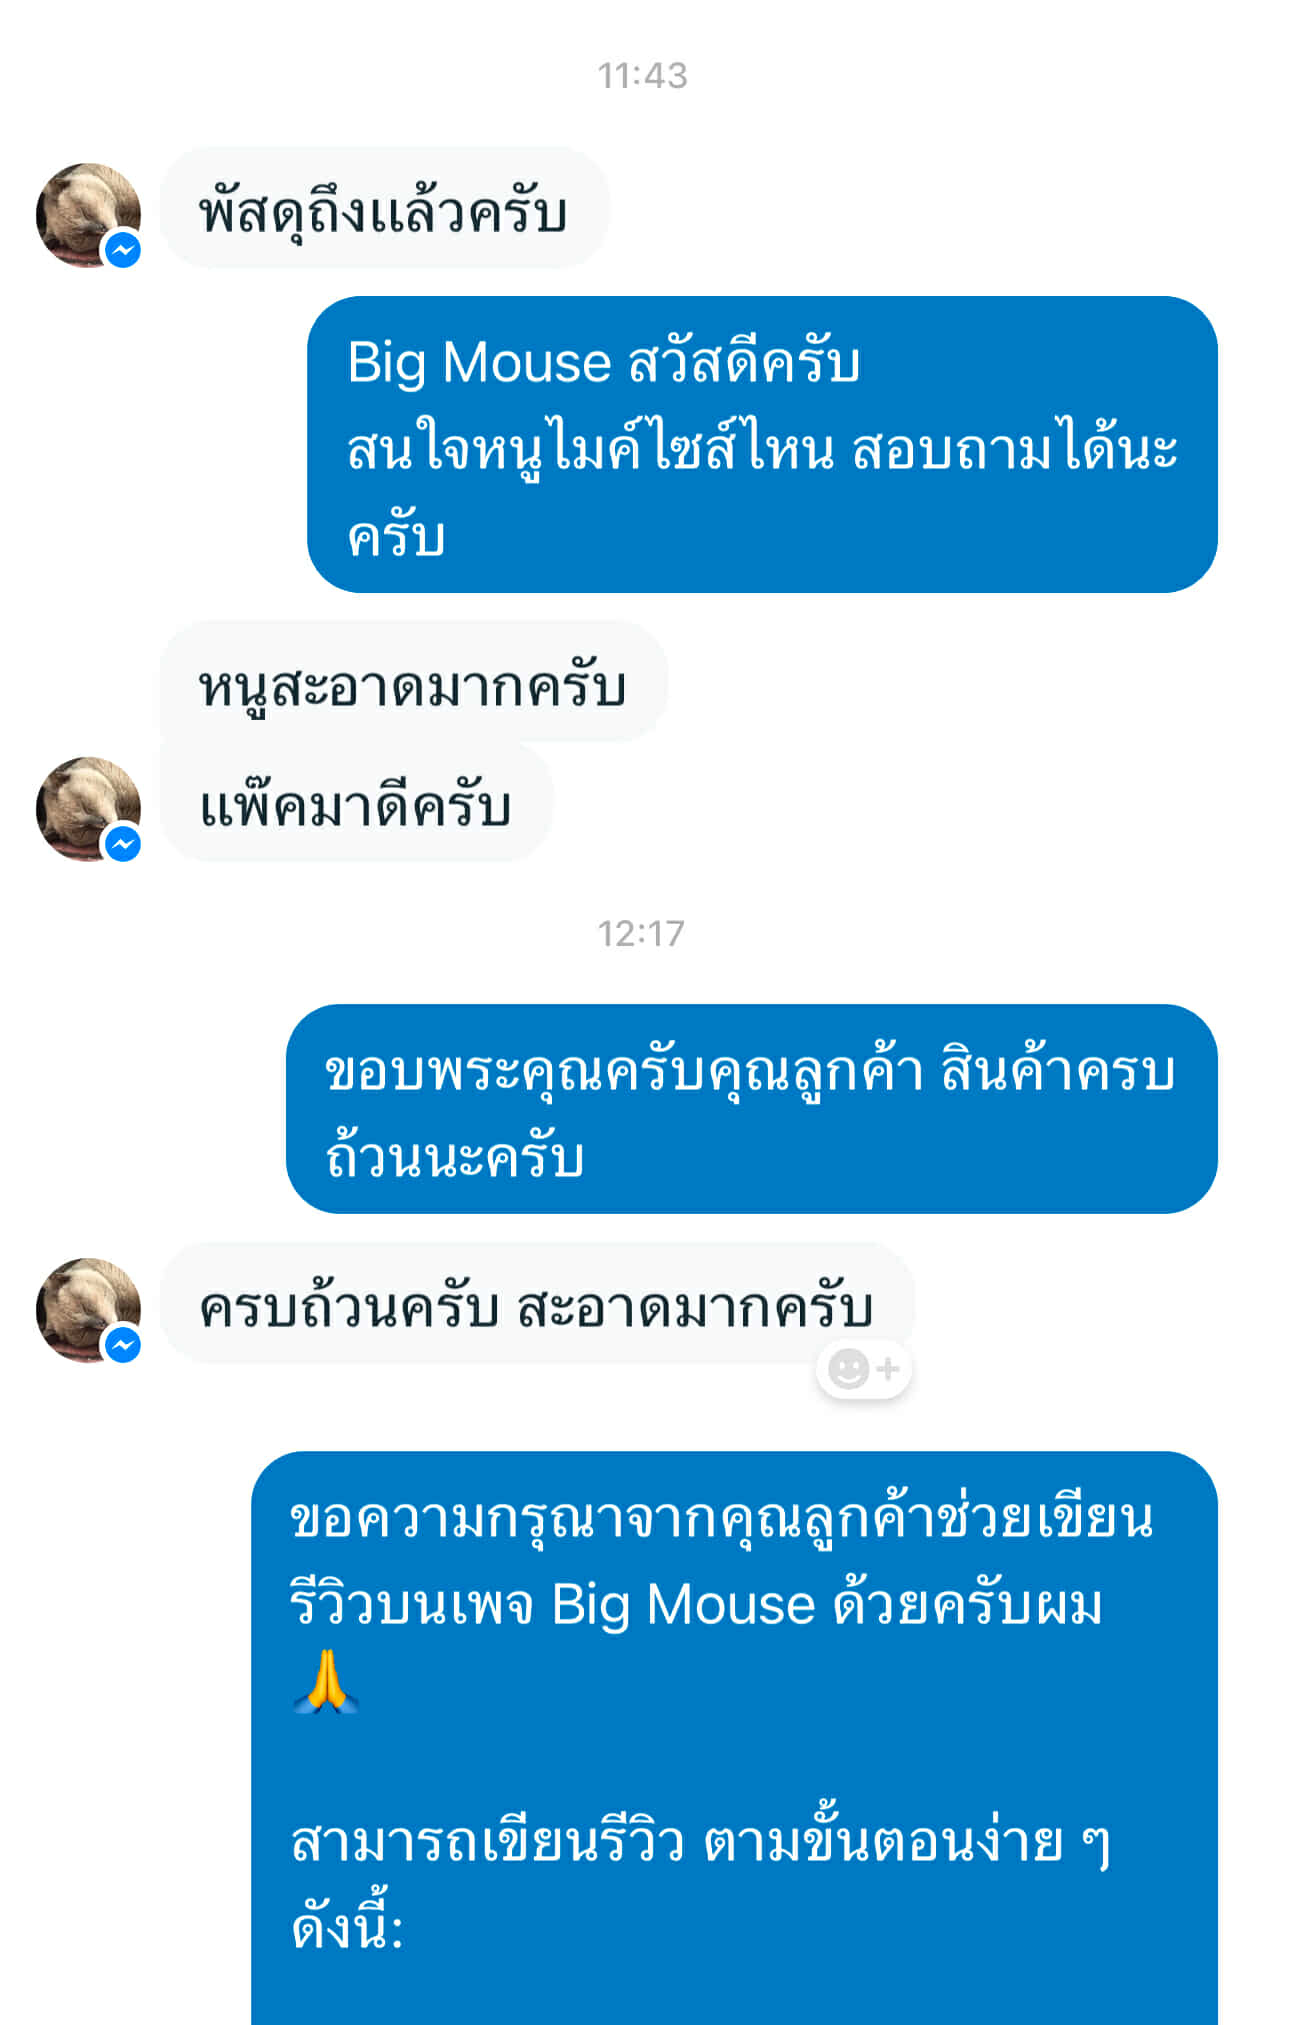 11:43
พัสดุถึงแล้วครับ
Big Mouse สวัสดีครับ
สนใจหนูไมค์ไซส์ไหน สอบถามได้นะ
ครับ
หนูสะอาดมากครับ
แพ๊คมาดีครับ
12:17
ขอบพระคุณครับคุณลูกค้า สินค้าครบ
ถ้วนนะครับ
ครบถ้วนครับ สะอาดมากครับ
ขอความกรุณาจากคุณลูกค้าช่วยเขียน
รีวิวบนเพจ Big Mouse ด้วยครับผม
🙏
สามารถเขียนรีวิว ตามขั้นตอนง่าย ๆ
ดังนี้: